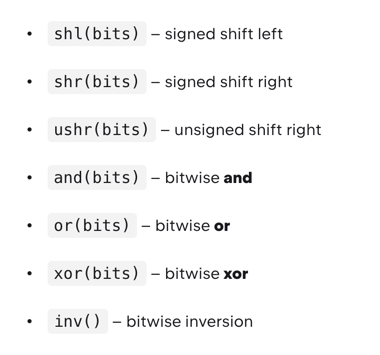 • shl(bits) – signed shift left
• shr(bits) – signed shift right
• ushr(bits) – unsigned shift right
• and(bits) – bitwise and
• or(bits) – bitwise or
• xor(bits) – bitwise xor
• inv() – bitwise inversion